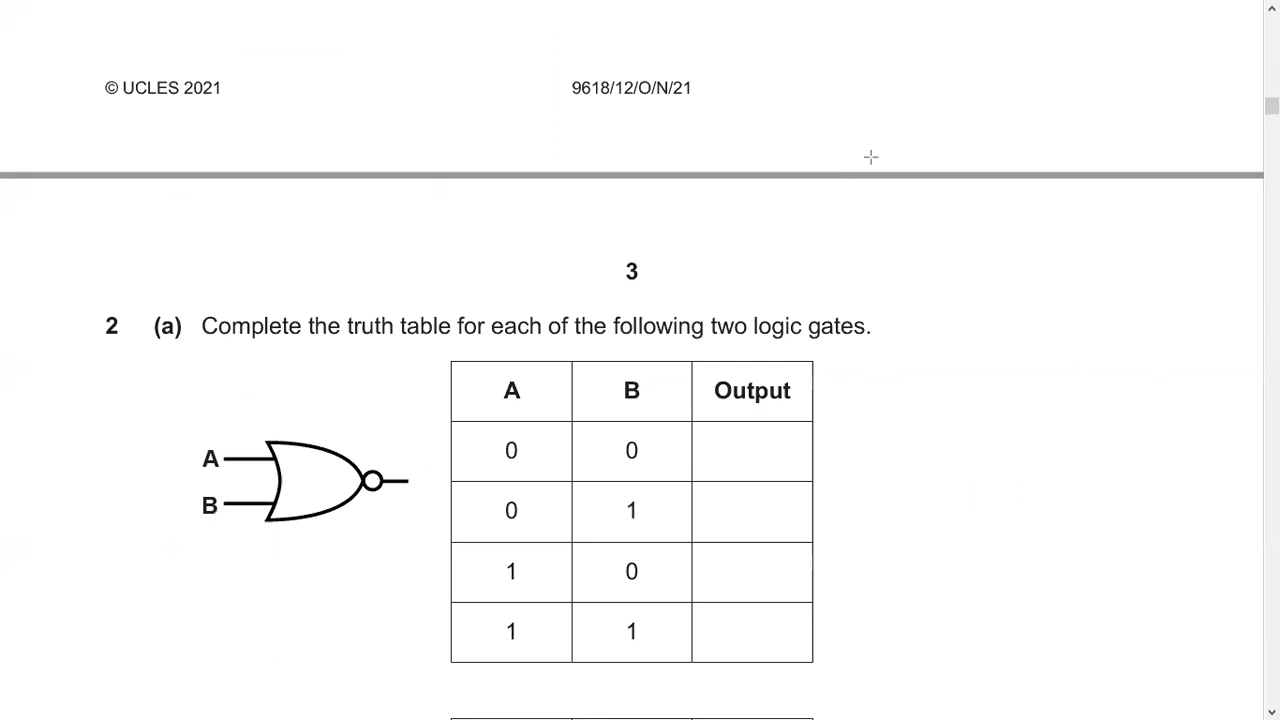 © UCLES 2021 9618/12/O/N/21
3
2 (a) Complete the truth table for each of the following two logic gates.
A B Output
A
B
0 0
0 1
1 0
1 1